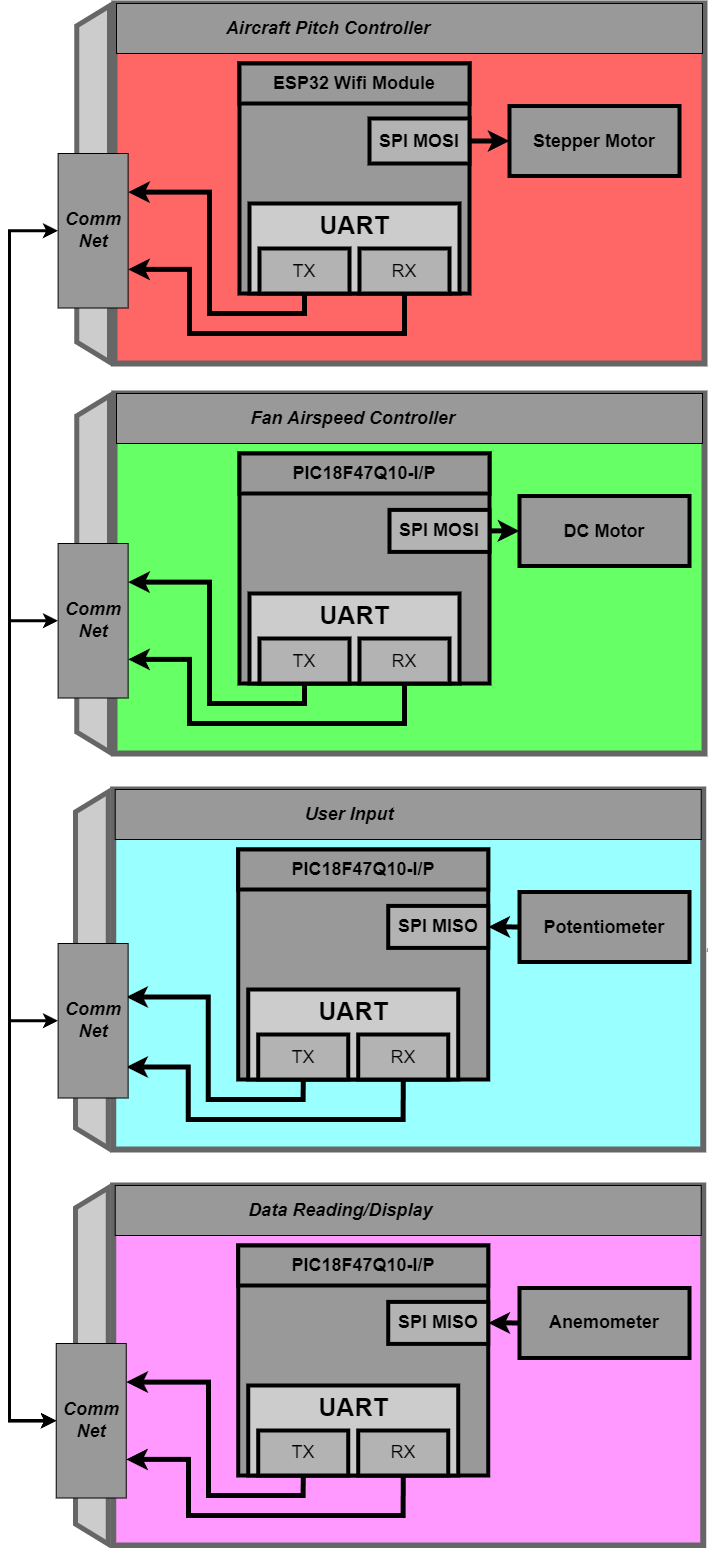 Aircraft Pitch Controller
ESP32 Wifi Module
SPI MOSI
Stepper Motor
Comm
Net
UART
TX
RX
Fan Airspeed Controller
PIC18F47Q10-I/P
SPI MOSI
DC Motor
Comm
Net
UART
TX
RX
User Input
PIC18F47Q10-I/P
SPI MISO
Potentiometer
Comm
Net
UART
TX
RX
Data Reading/Display
PIC18F47Q10-I/P
SPI MISO
Anemometer
Comm
Net
UART
TX
RX